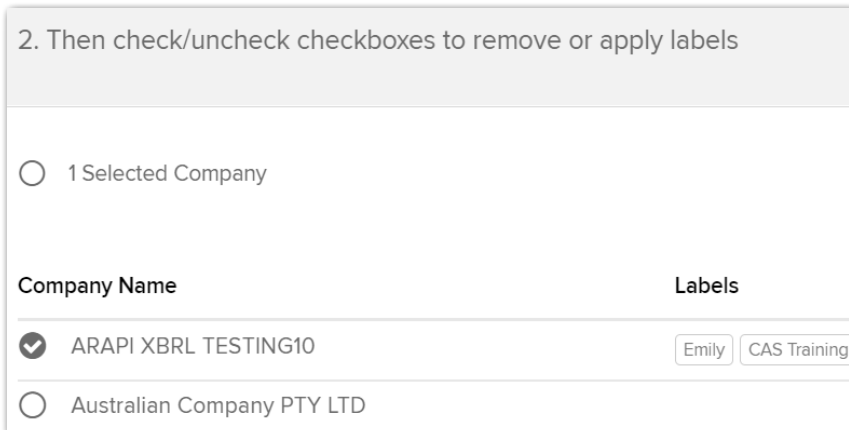 2. Then check/uncheck checkboxes to remove or apply labels
1 Selected Company
Company Name Labels
ARAPI XBRL TESTING10 Emily CAS Training
Australian Company PTY LTD